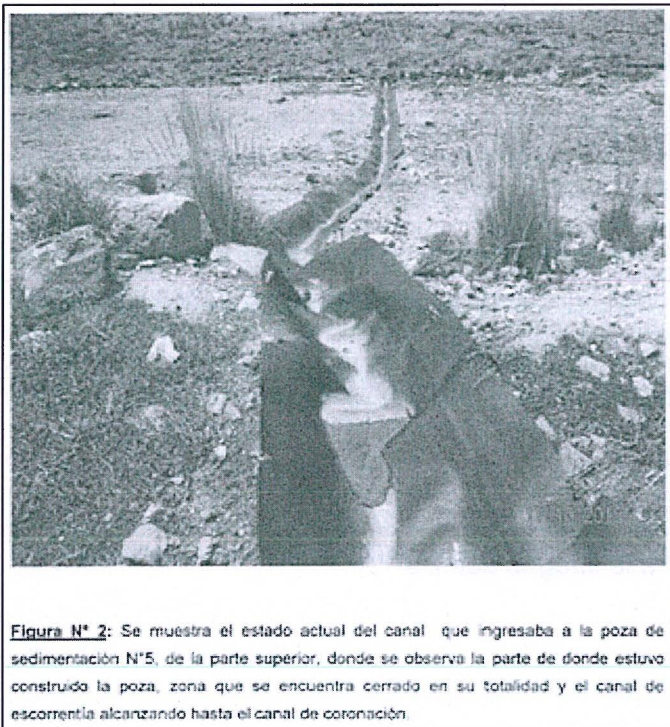 Figura N° 2: Se muestra el estado actual del canal que ingresaba a la poza de
sedimentación N°5, de la parte superior, donde se observa la parte de donde estuvo
construido la poza, zona que se encuentra cerrado en su totalidad y el canal de
escorrentía alcanzando hasta el canal de coronación.